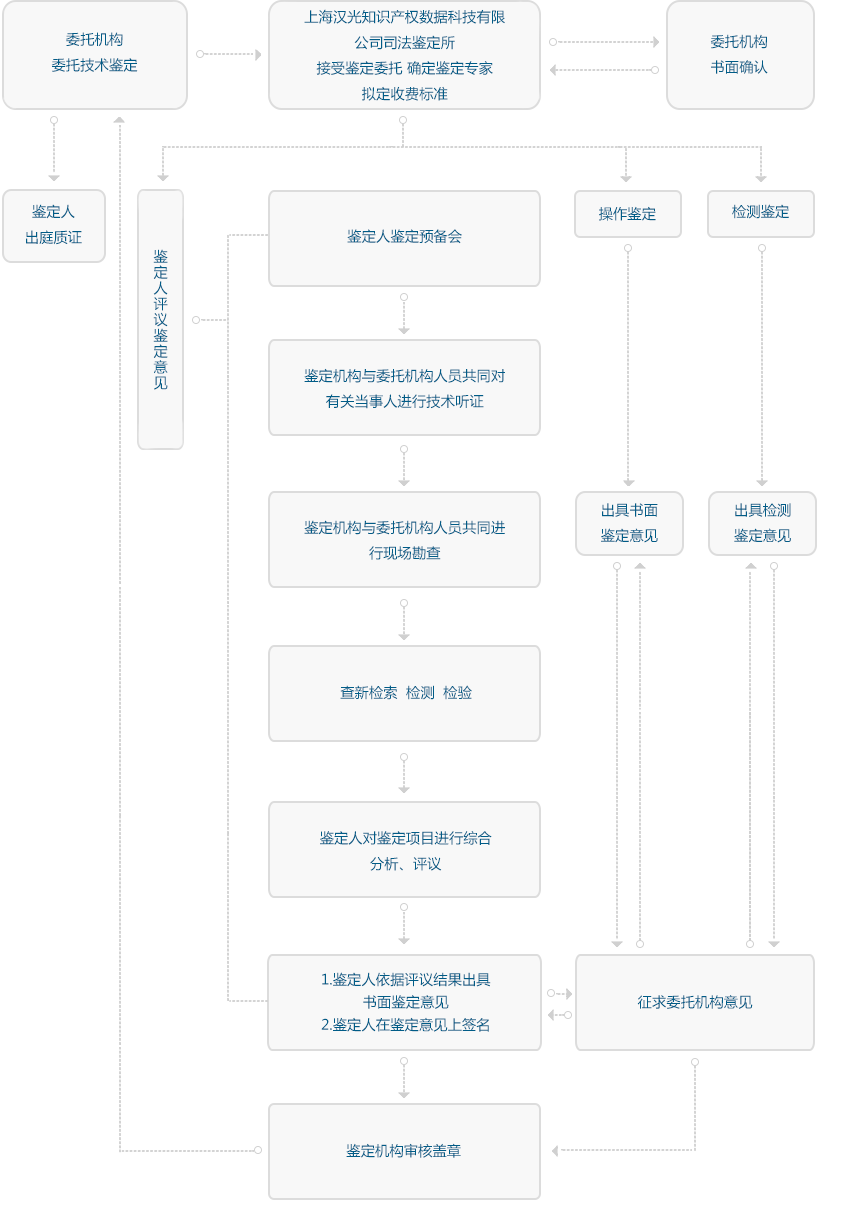 委托机构
委托技术鉴定
上海汉光知识产权数据科技有限
公司司法鉴定所
接受鉴定委托 确定鉴定专家
拟定收费标准
委托机构
书面确认
鉴定人
出庭质证
鉴定人评议鉴定意见
鉴定人鉴定预备会
操作鉴定
检测鉴定
鉴定机构与委托机构人员共同对
有关当事人进行技术听证
鉴定机构与委托机构人员共同进
行现场勘查
出具书面
鉴定意见
出具检测
鉴定意见
查新检索 检测 检验
鉴定人对鉴定项目进行综合
分析、评议
1.鉴定人依据评议结果出具
书面鉴定意见
2.鉴定人在鉴定意见上签名
征求委托机构意见
鉴定机构审核盖章